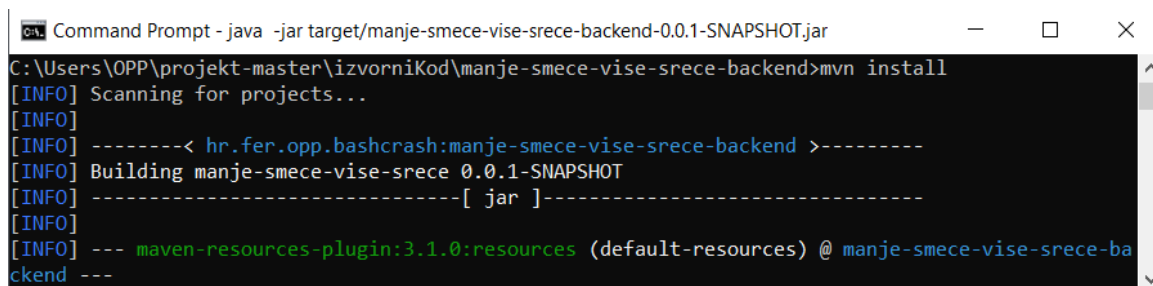 Command Prompt - java  -jar target/manje-smece-vise-srece-backend-0.0.1-SNAPSHOT.jar
C:\Users\OPP\projekt-master\izvorniKod\manje-smece-vise-srece-backend>mvn install
[INFO] Scanning for projects...
[INFO]
[INFO] --------< hr.fer.opp.bashcrash:manje-smece-vise-srece-backend >---------
[INFO] Building manje-smece-vise-srece 0.0.1-SNAPSHOT
[INFO] --------------------------------[ jar ]---------------------------------
[INFO]
[INFO] --- maven-resources-plugin:3.1.0:resources (default-resources) @ manje-smece-vise-srece-ba
ckend ---